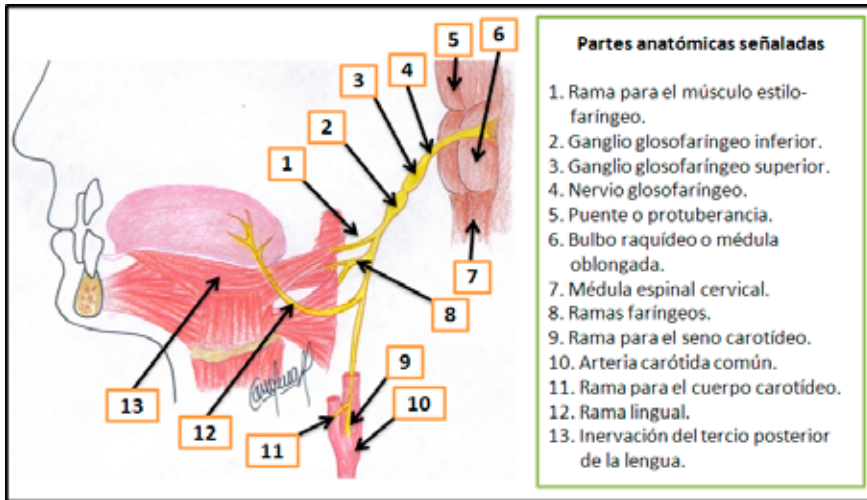 Partes anatómicas señaladas
1. Rama para el músculo estilo-
faríngeo.
2. Ganglio glosofaríngeo inferior.
3. Ganglio glosofaríngeo superior.
4. Nervio glosofaríngeo.
5. Puente o protuberancia.
6. Bulbo raquídeo o médula
oblongada.
7. Médula espinal cervical.
8. Ramas faríngeos.
9. Rama para el seno carotídeo.
10. Arteria carótida común.
11. Rama para el cuerpo carotídeo.
12. Rama lingual.
13. Inervación del tercio posterior
de la lengua.
5
6
4
3
2
1
7
8
9
13
10
12
11